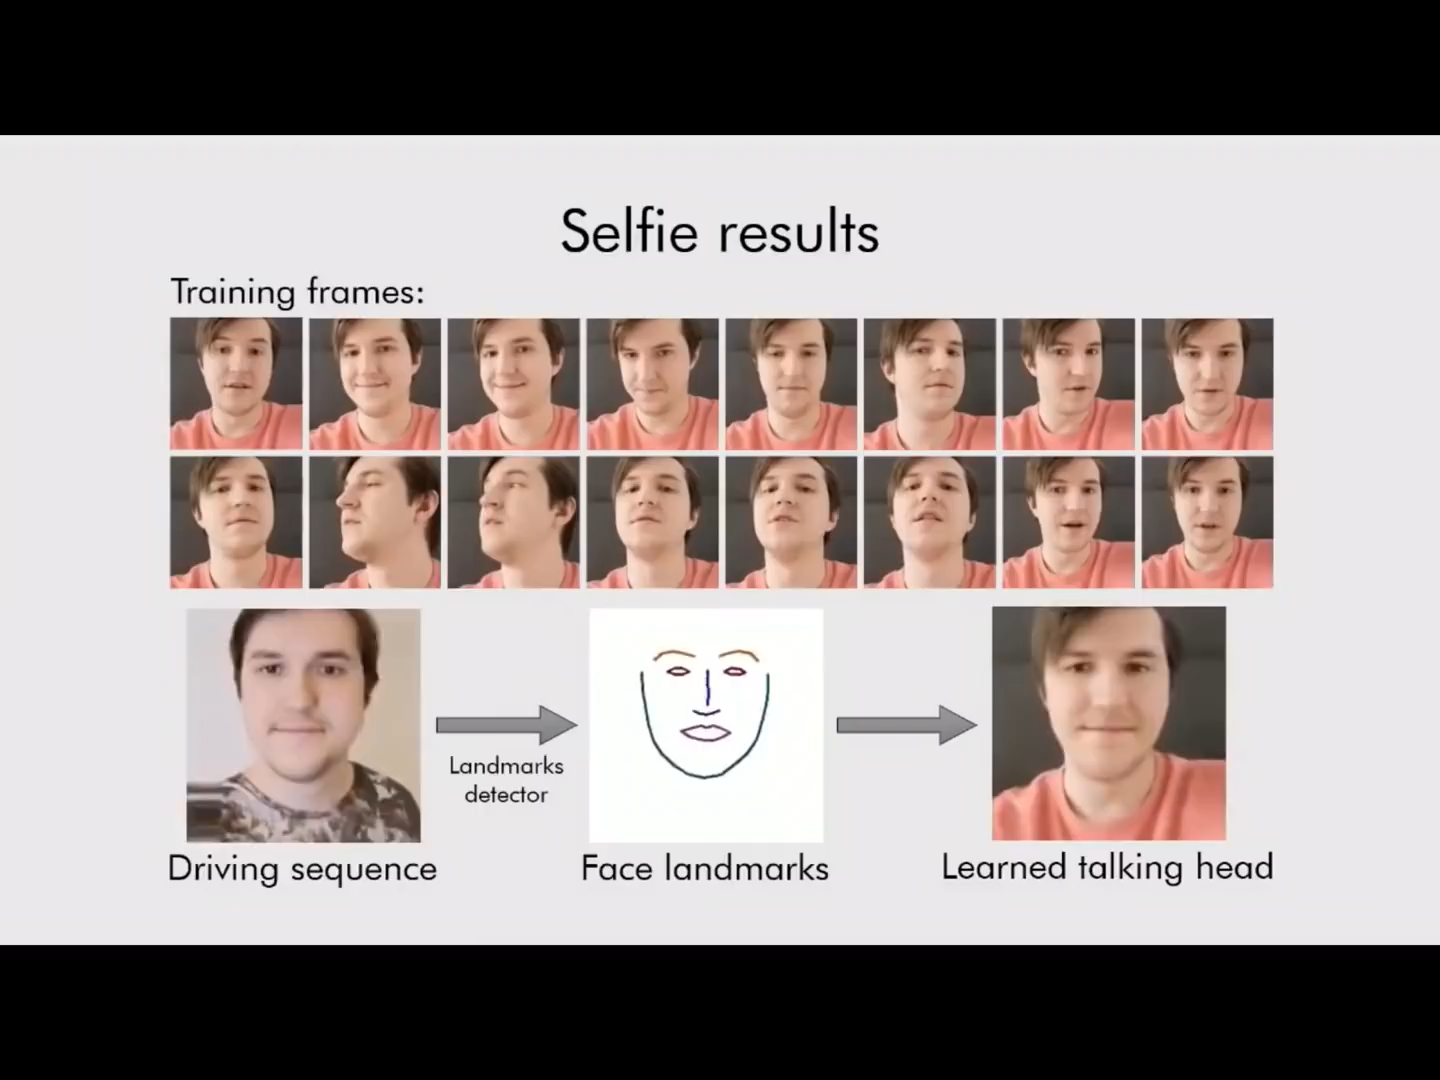 Selfie results
Training frames:
Landmarks
detector
Driving sequence
Face landmarks
Learned talking head